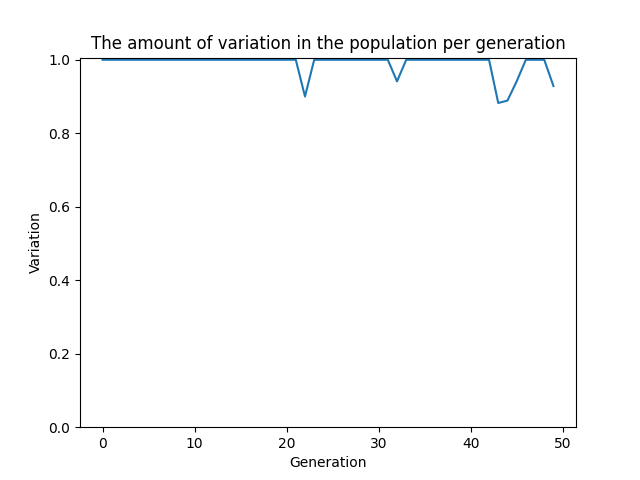 The amount of variation in the population per generation
1.0
0.8
0.6
0.4
0.2
0.0
Variation
0 10 20 30 40 50
Generation